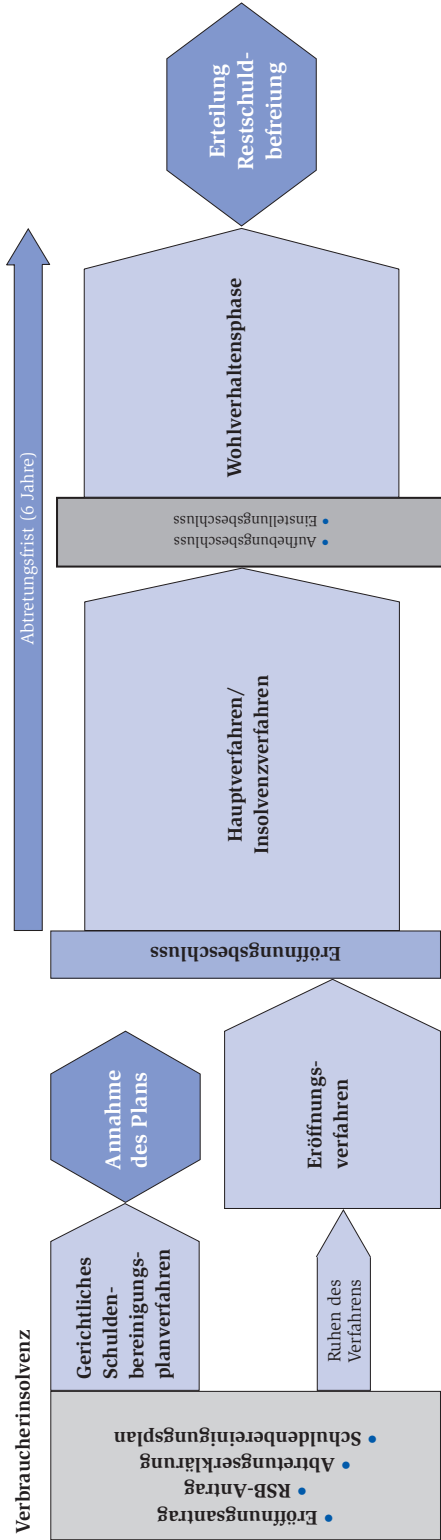 Verbraucherinsolvenz
• Eröffnungsantrag
• RSB-Antrag
• Abtretungserklärung
• Schuldenbereinigungsplan
Gerichtliches
Schulden-
bereinigungs-
planverfahren
Annahme
des Plans
Ruhen des
Verfahrens
Eröffnungs-
verfahren
Eröffnungsbeschluss
Abtretungsfrist (6 Jahre)
Hauptverfahren/
Insolvenzverfahren
• Aufhebungsbeschluss
• Einstellungsbeschluss
Wohlverhaltensphase
Erteilung
Restschuld-
befreiung